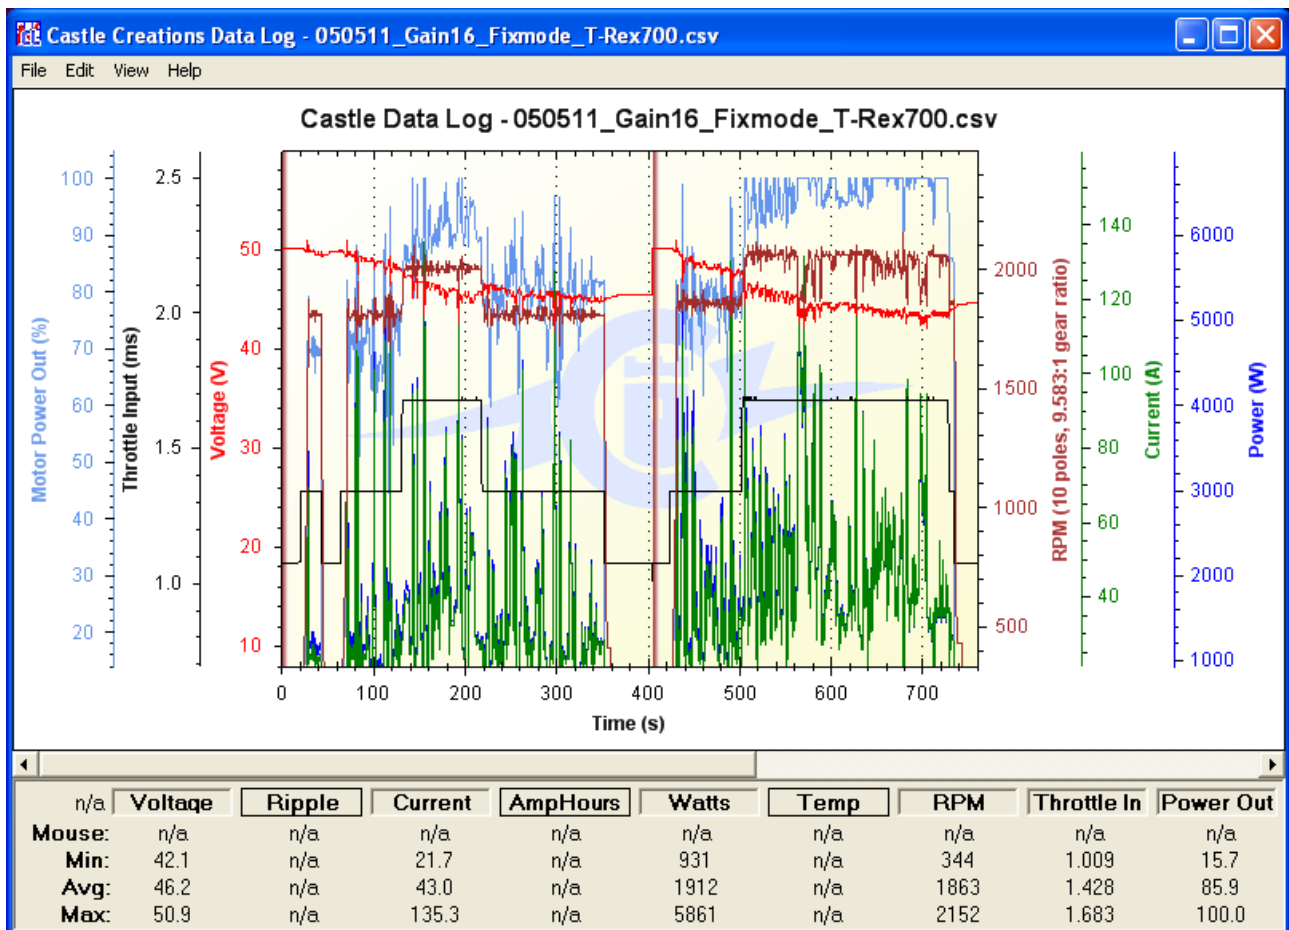 Castle Creations Data Log - 050511_Gain16_Fixmode_T-Rex700.csv
File Edit View Help
Castle Data Log - 050511_Gain16_Fixmode_T-Rex700.csv
Motor Power Out (%)
100
90
80
70
60
50
40
30
20
Throttle Input (ms)
2.5
2.0
1.5
1.0
Voltage (V)
50
40
30
20
10
0 100 200 300 400 500 600 700
Time (s)
2000
1500
1000
500
RPM (10 poles, 9.583:1 gear ratio)
140
120
100
80
60
40
Current (A)
6000
5000
4000
3000
2000
1000
Power (W)
n/a Voltage Ripple Current AmpHours Watts Temp RPM Throttle In Power Out
Mouse: n/a n/a n/a n/a n/a n/a n/a n/a n/a
Min: 42.1 n/a 21.7 n/a 931 n/a 344 1.009 15.7
Avg: 46.2 n/a 43.0 n/a 1912 n/a 1863 1.428 85.9
Max: 50.9 n/a 135.3 n/a 5861 n/a 2152 1.683 100.0